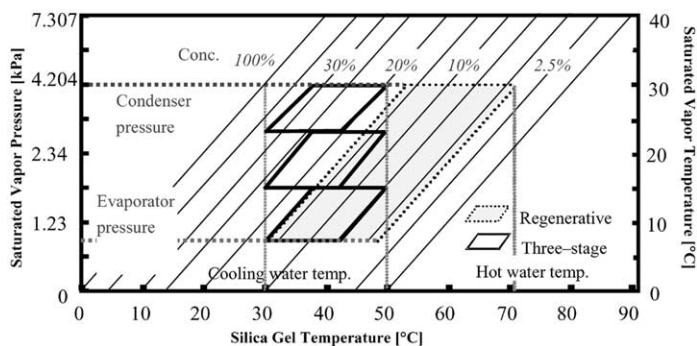 7.307
40
Conc.
100%
30%
20%
10%
2.5%
4.204
30
Condenser
pressure
2.34
20
Evaporator
pressure
1.23
10
Regenerative
Three–stage
Cooling water temp.
Hot water temp.
0
0
0
10
20
30
40
50
60
70
80
90
Silica Gel Temperature [°C]
Saturated Vapor Pressure [kPa]
Saturated Vapor Temperature
[°C]